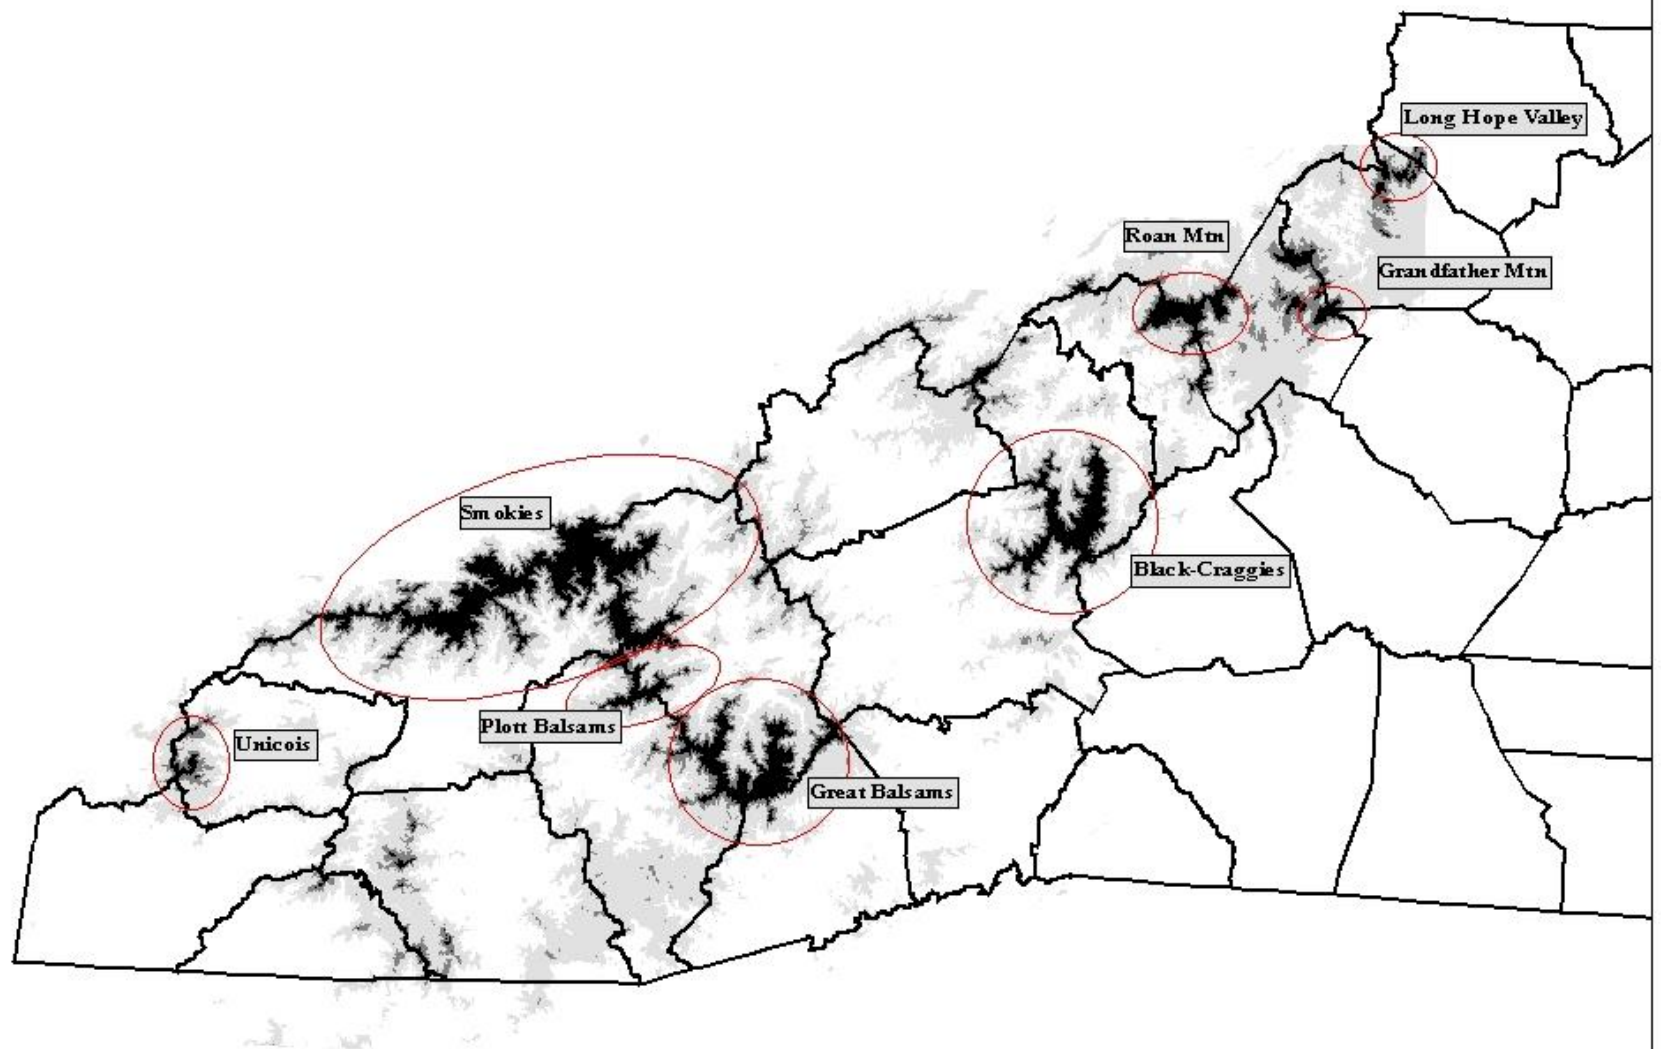 Long Hope Valley
Roan Mtn
Grandfather Mtn
Smokies
Black-Craggies
Plott Balsams
Unicois
Great Balsams